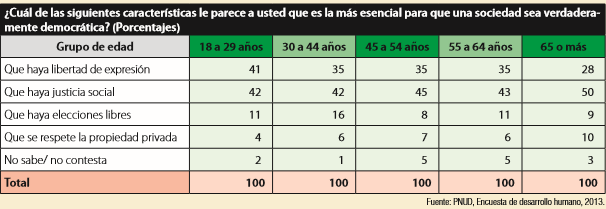 ¿Cuál de las siguientes características le parece a usted que es la más esencial para que una sociedad sea verdadera-
mente democrática? (Porcentajes)
Grupo de edad 18 a 29 años 30 a 44 años 45 a 54 años 55 a 64 años 65 o más
Que haya libertad de expresión 41 35 35 35 28
Que haya justicia social 42 42 45 43 50
Que haya elecciones libres 11 16 8 11 9
Que se respete la propiedad privada 4 6 7 6 10
No sabe/ no contesta 2 1 5 5 3
Total 100 100 100 100 100
Fuente: PNUD, Encuesta de desarrollo humano, 2013.